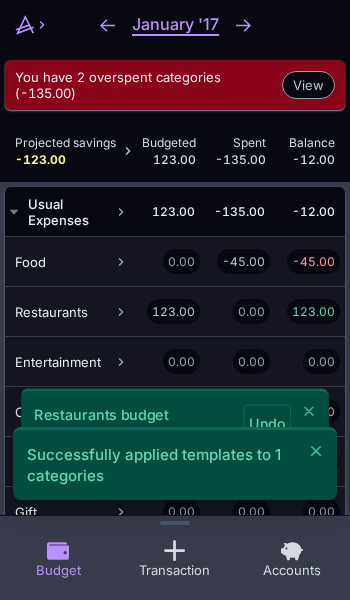 January '17
You have 2 overspent categories
(-135.00)
View
Projected savings
-123.00
Budgeted
123.00
Spent
-135.00
Balance
-12.00
Usual
Expenses
123.00
-135.00
-12.00
Food
0.00
-45.00
-45.00
Restaurants
123.00
0.00
123.00
Entertainment
0.00
0.00
0.00
Restaurants budget
Undo
Successfully applied templates to 1
categories
Gift
0.00
0.00
0.00
Budget
Transaction
Accounts